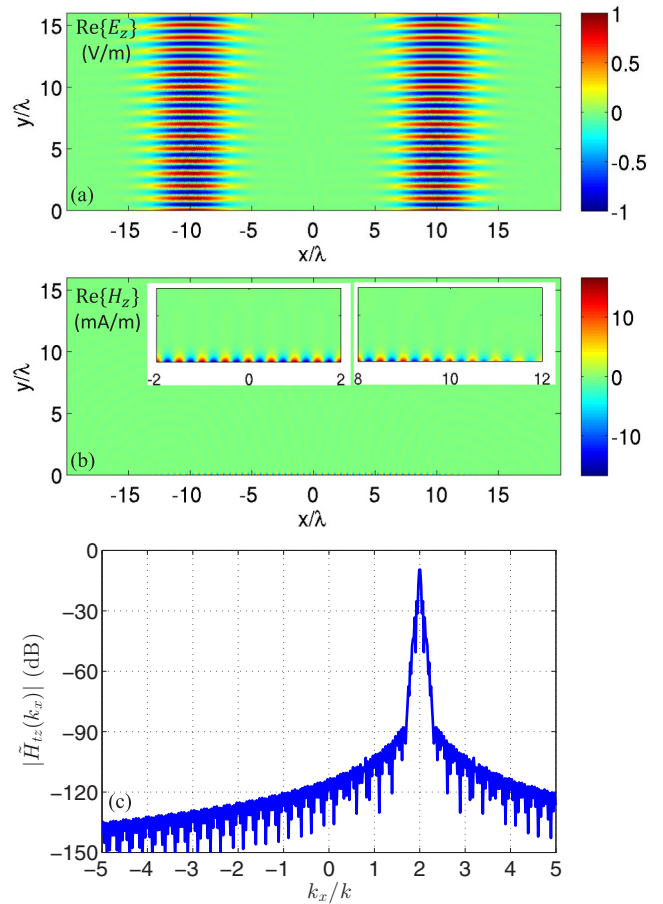 Re{E_z}
(V/m)
y/λ
15
10
5
0
(a)
-15 -10 -5 0 5 10 15
x/λ
1
0.5
0
-0.5
-1
Re{H_z}
(mA/m)
y/λ
15
10
5
0
(b)
-2 0 2
8 10 12
-15 -10 -5 0 5 10 15
x/λ
10
0
-10
|H̃_{tz}(k_x)| (dB)
0
−30
−60
−90
−120
−150
(c)
−5 −4 −3 −2 −1 0 1 2 3 4 5
k_x/k